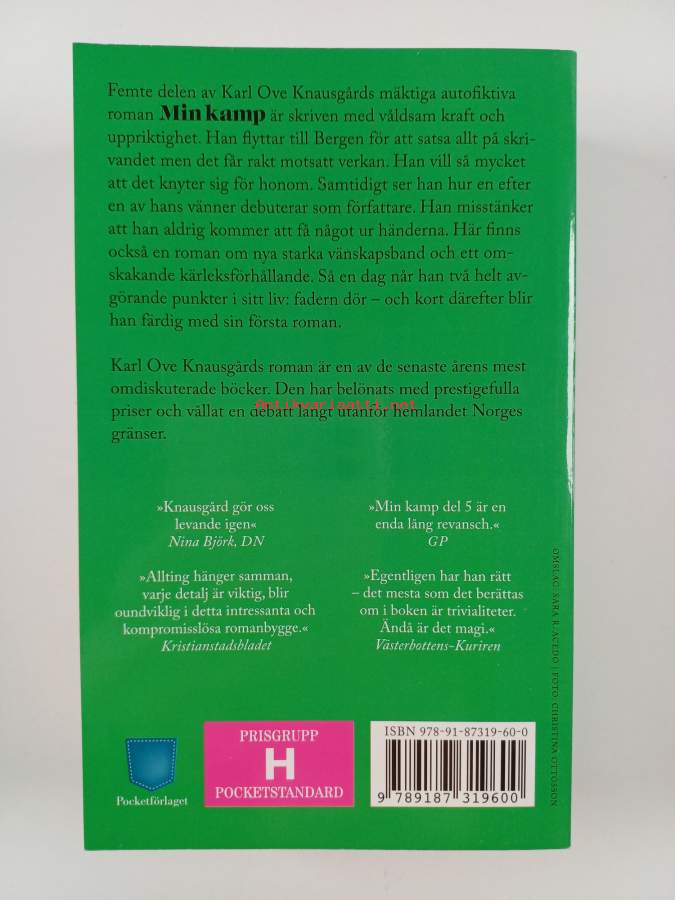 Femte delen av Karl Ove Knausgårds mäktiga autofiktiva
roman Min kamp är skriven med våldsam kraft och
uppriktighet. Han flyttar till Bergen för att satsa allt på skri-
vandet men det får rakt motsatt verkan. Han vill så mycket
att det knyter sig för honom. Samtidigt ser han hur en efter
en av hans vänner debuterar som författare. Han misstänker
att han aldrig kommer att få något ur händerna. Här finns
också en roman om nya starka vänskapsband och ett om-
skakande kärleksförhållande. Så en dag når han två helt av-
görande punkter i sitt liv: fadern dör – och kort därefter blir
han färdig med sin första roman.
Karl Ove Knausgårds roman är en av de senaste årens mest
omdiskuterade böcker. Den har belönats med prestigefulla
Antikvariaatti.net
priser och vållat en debatt långt utanför hemlandet Norges
gränser.
»Knausgård gör oss
levande igen«
Nina Björk, DN
»Min kamp del 5 är en
enda lång revansch.«
GP
»Allting hänger samman,
varje detalj är viktig, blir
oundviklig i detta intressanta och
kompromisslösa romanbygge.«
Kristianstadsbladet
»Egentligen har han rätt
– det mesta som det berättas
om i boken är trivialiteter.
Ändå är det magi.«
Västerbottens-Kuriren
OMSLAG SARA R. ACEDO | FOTO CHRISTINA OTTOSSON
Pocketförlaget
PRISGRUPP
H
POCKETSTANDARD
ISBN 978-91-87319-60-0
9 789187 319600